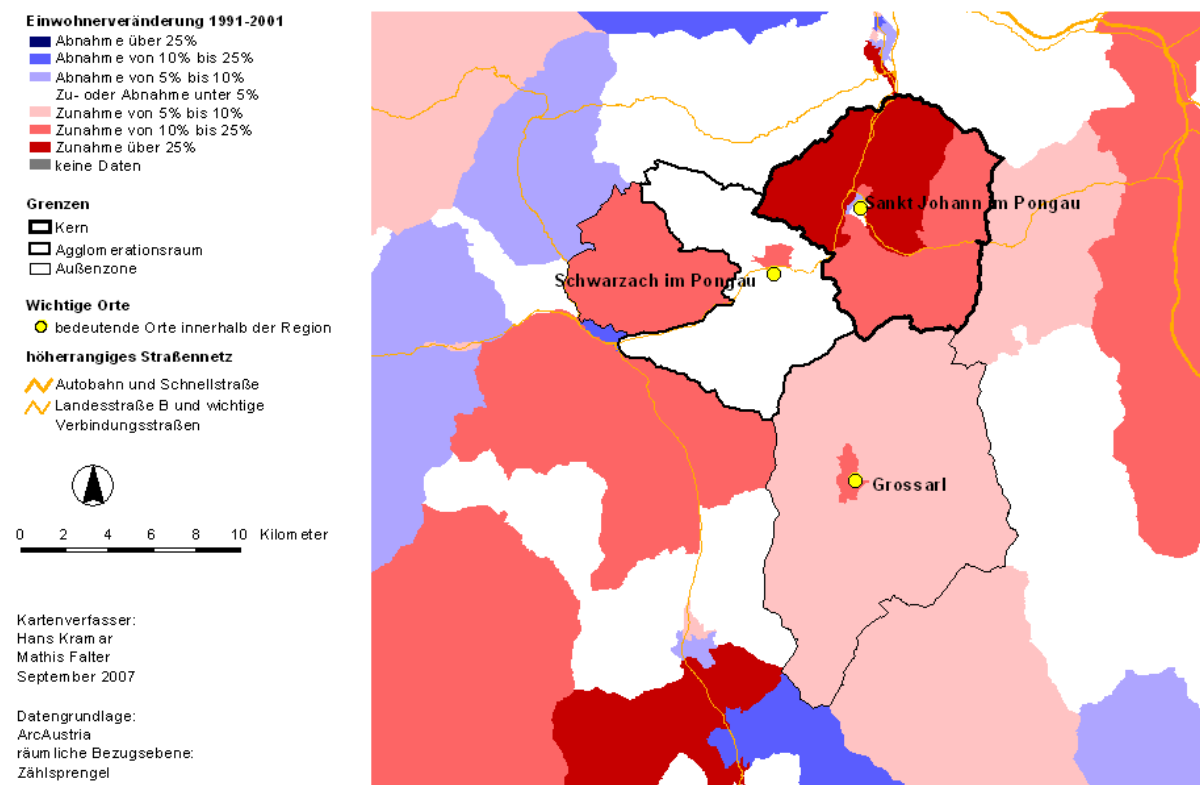 Einwohnerveränderung 1991-2001
Abnahme über 25%
Abnahme von 10% bis 25%
Abnahme von 5% bis 10%
Zu- oder Abnahme unter 5%
Zunahme von 5% bis 10%
Zunahme von 10% bis 25%
Zunahme über 25%
keine Daten
Grenzen
Kern
Agglomerationsraum
Außenzone
Wichtige Orte
bedeutende Orte innerhalb der Region
höherrangiges Straßennetz
Autobahn und Schnellstraße
Landesstraße B und wichtige
Verbindungsstraßen
0 2 4 6 8 10 Kilometer
Kartenverfasser:
Hans Kramar
Mathis Falter
September 2007
Datengrundlage:
ArcAustria
räumliche Bezugsebene:
Zählsprengel
Sankt Johann im Pongau
Schwarzach im Pongau
Grossarl